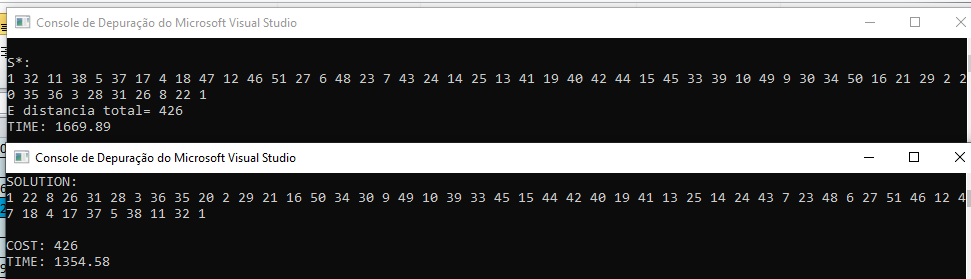 Console de Depuração do Microsoft Visual Studio
S*:
1 32 11 38 5 37 17 4 18 47 12 46 51 27 6 48 23 7 43 24 14 25 13 41 19 40 42 44 15 45 33 39 10 49 9 30 34 50 16 21 29 2 2
0 35 36 3 28 31 26 8 22 1
E distancia total= 426
TIME: 1669.89
Console de Depuração do Microsoft Visual Studio
SOLUTION:
1 22 8 26 31 28 3 36 35 20 2 29 21 16 50 34 30 9 49 10 39 33 45 15 44 42 40 19 41 13 25 14 24 43 7 23 48 6 27 51 46 12 4
7 18 4 17 37 5 38 11 32 1
COST: 426
TIME: 1354.58